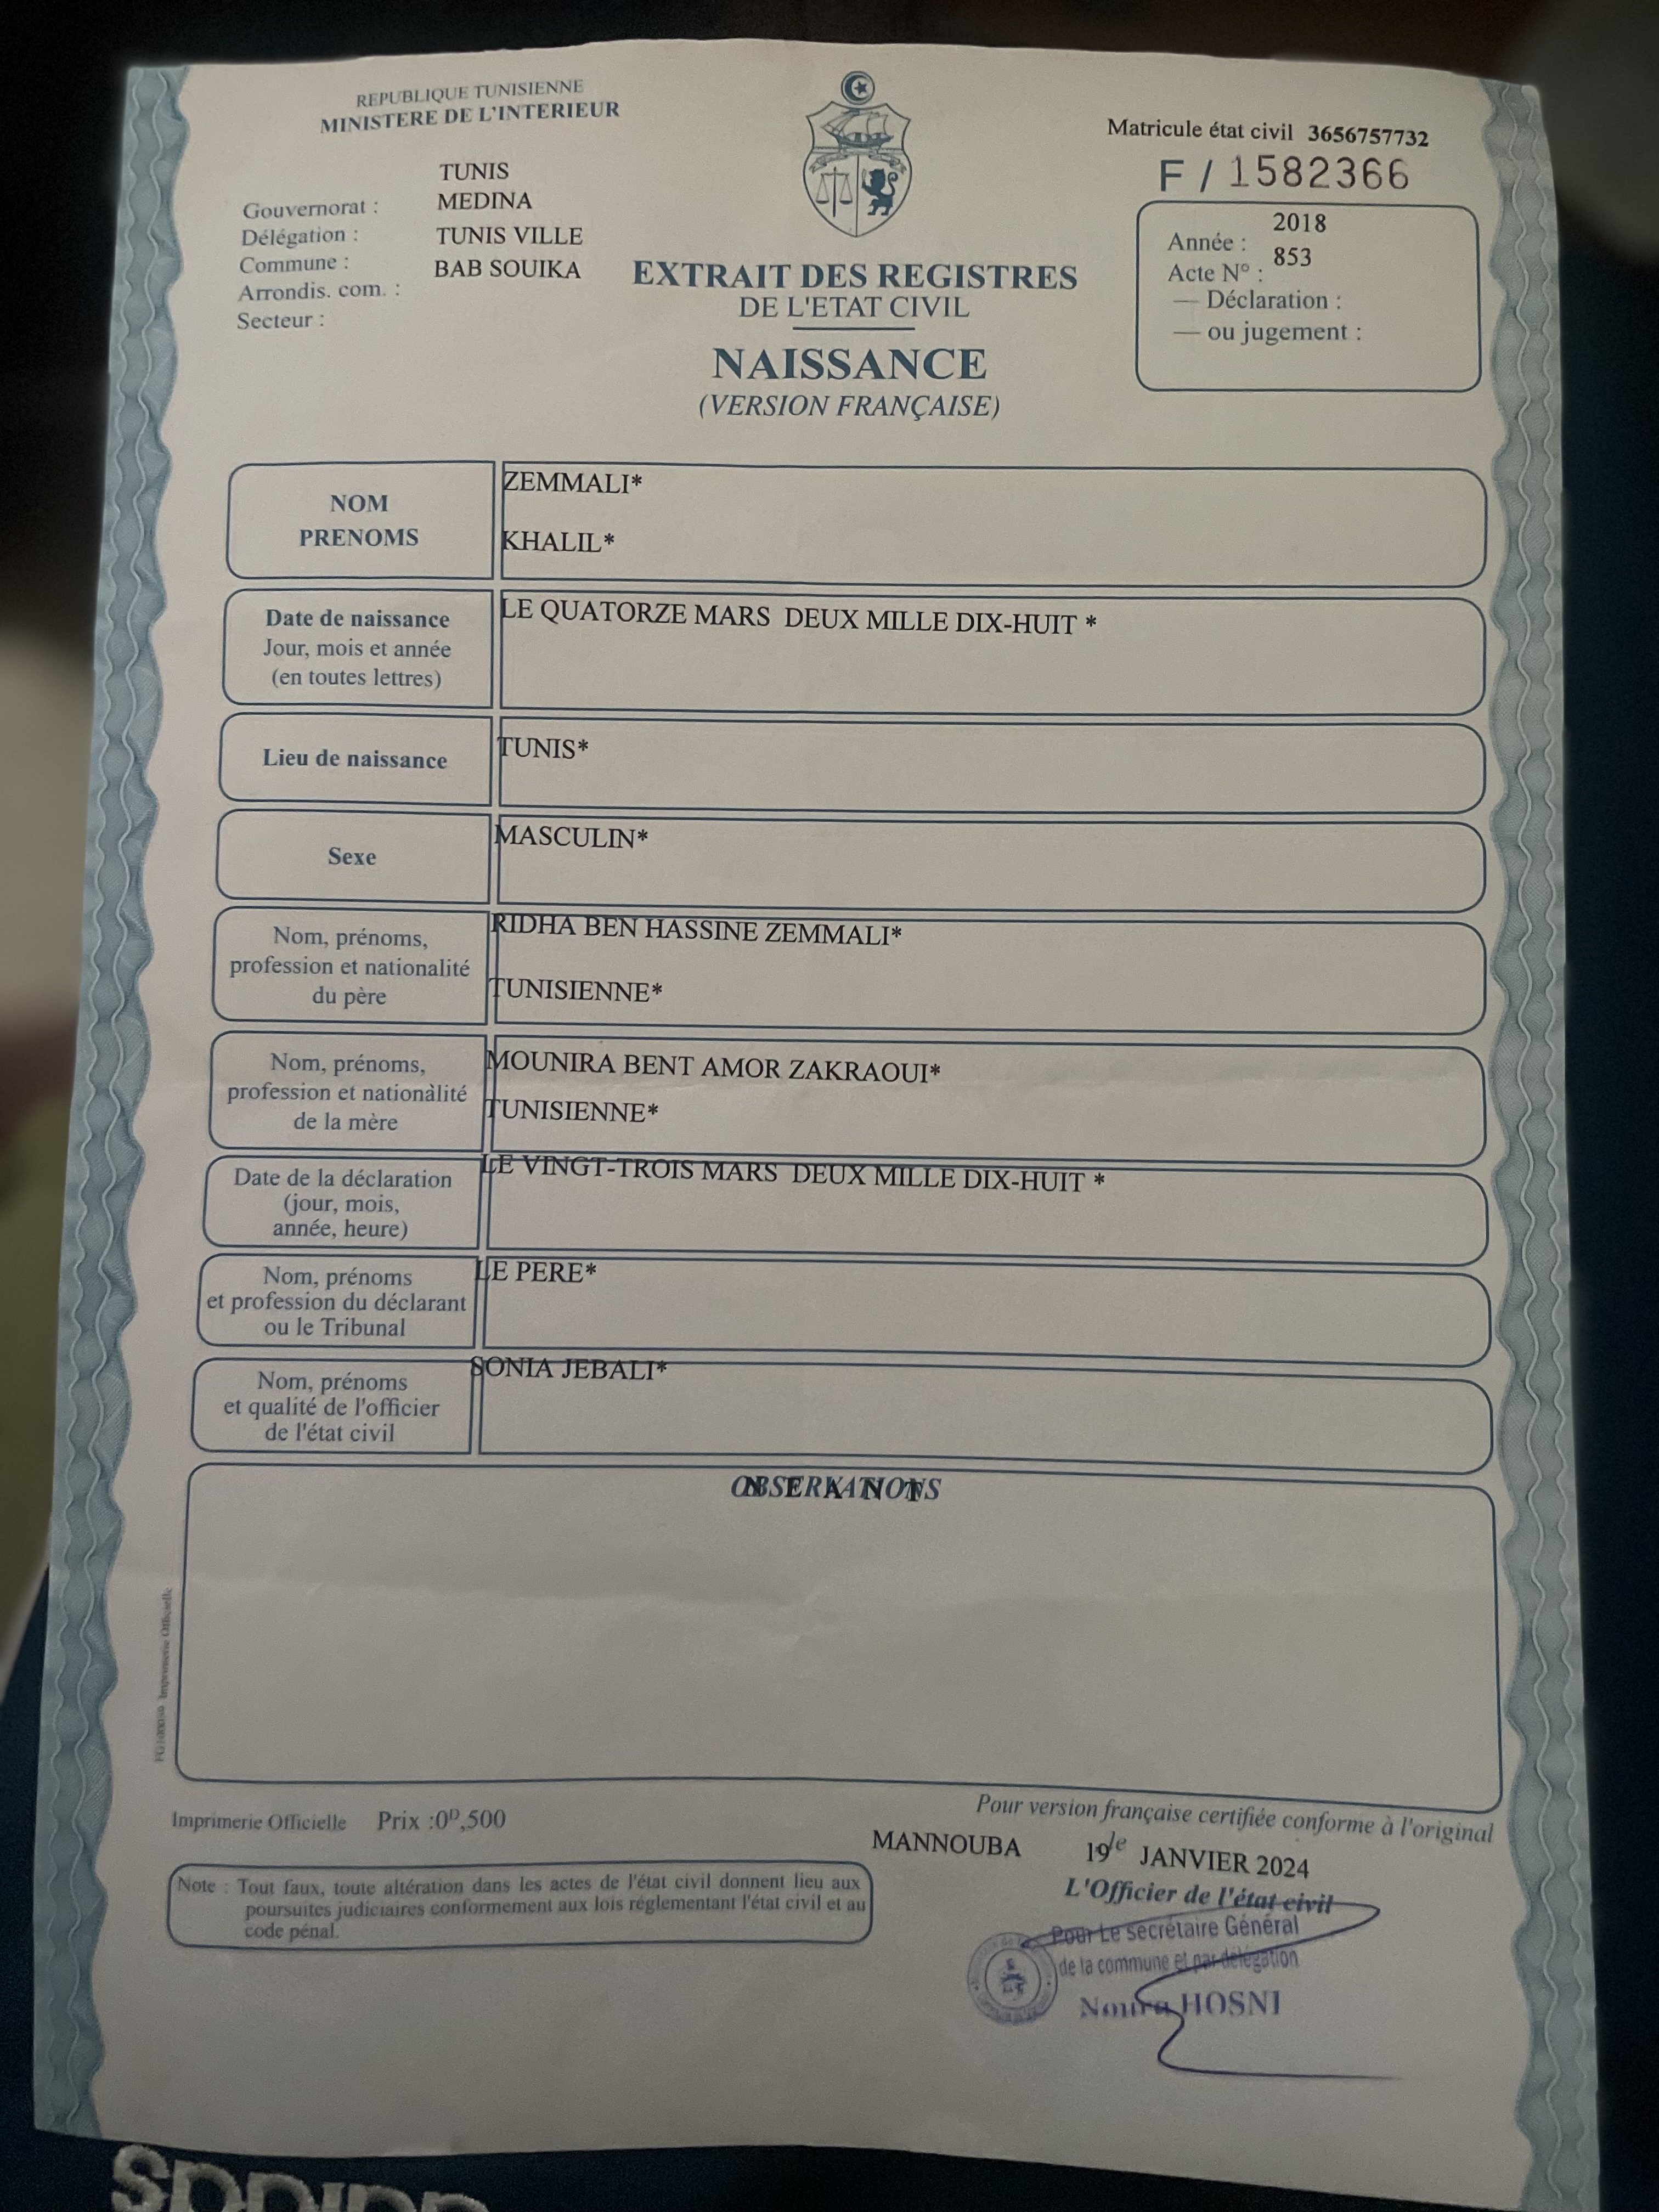 REPUBLIQUE TUNISIENNE
MINISTERE DE L'INTERIEUR
TUNIS
Gouvernorat : MEDINA
Délégation : TUNIS VILLE
Commune : BAB SOUIKA
Arrondis. com. :
Secteur :
Matricule état civil 3656757732
F / 1582366
2018
Année :
853
Acte N° :
— Déclaration :
— ou jugement :
EXTRAIT DES REGISTRES
DE L'ETAT CIVIL
NAISSANCE
(VERSION FRANÇAISE)
NOM
PRENOMS
ZEMMALI*
KHALIL*
Date de naissance
Jour, mois et année
(en toutes lettres)
LE QUATORZE MARS DEUX MILLE DIX-HUIT *
Lieu de naissance
TUNIS*
Sexe
MASCULIN*
Nom, prénoms,
profession et nationalité
du père
RIDHA BEN HASSINE ZEMMALI*
TUNISIENNE*
Nom, prénoms,
profession et nationalité
de la mère
MOUNIRA BENT AMOR ZAKRAOUI*
TUNISIENNE*
Date de la déclaration
(jour, mois,
année, heure)
LE VINGT-TROIS MARS DEUX MILLE DIX-HUIT *
Nom, prénoms
et profession du déclarant
ou le Tribunal
LE PERE*
Nom, prénoms
et qualité de l'officier
de l'état civil
SONIA JEBALI*
OBSERVATIONS
N E A N T
Imprimerie Officielle
Imprimerie Officielle Prix :0D,500
Note : Tout faux, toute altération dans les actes de l'état civil donnent lieu aux
poursuites judiciaires conformement aux lois réglementant l'état civil et au
code pénal.
Pour version française certifiée conforme à l'original
MANNOUBA 19 le JANVIER 2024
L'Officier de l'état civil
Pour Le secrétaire Général
de la commune et par délégation
Noura HOSNI